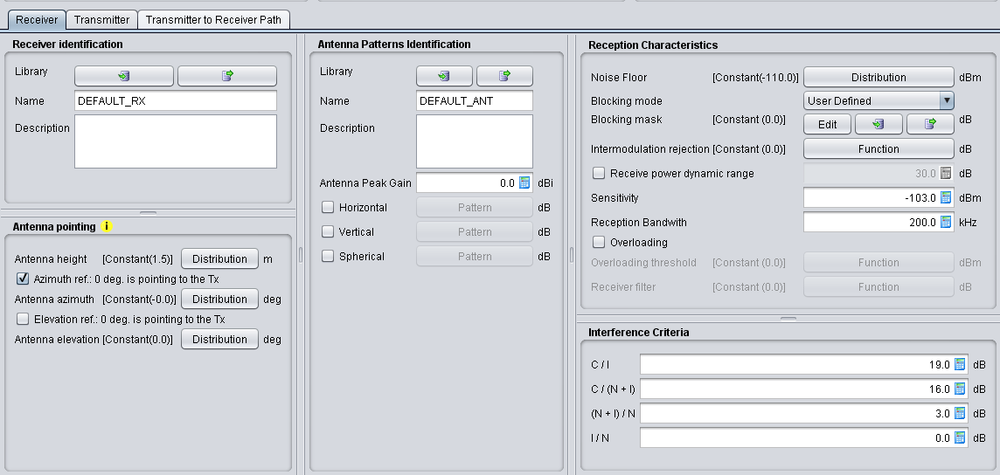 Receiver
Transmitter
Transmitter to Receiver Path
Receiver identification
Library
Name DEFAULT_RX
Description
Antenna pointing i
Antenna height [Constant(1.5)] Distribution m
Azimuth ref.: 0 deg. is pointing to the Tx
Antenna azimuth [Constant(-0.0)] Distribution deg
Elevation ref.: 0 deg. is pointing to the Tx
Antenna elevation [Constant(0.0)] Distribution deg
Antenna Patterns Identification
Library
Name DEFAULT_ANT
Description
Antenna Peak Gain 0.0 dBi
Horizontal Pattern dB
Vertical Pattern dB
Spherical Pattern dB
Reception Characteristics
Noise Floor [Constant(-110.0)] Distribution dBm
Blocking mode User Defined
Blocking mask [Constant (0.0)] Edit dB
Intermodulation rejection [Constant (0.0)] Function dB
Receive power dynamic range 30.0 dB
Sensitivity -103.0 dBm
Reception Bandwith 200.0 kHz
Overloading
Overloading threshold [Constant (0.0)] Function dBm
Receiver filter [Constant (0.0)] Function dB
Interference Criteria
C / I 19.0 dB
C / (N + I) 16.0 dB
(N + I) / N 3.0 dB
I / N 0.0 dB